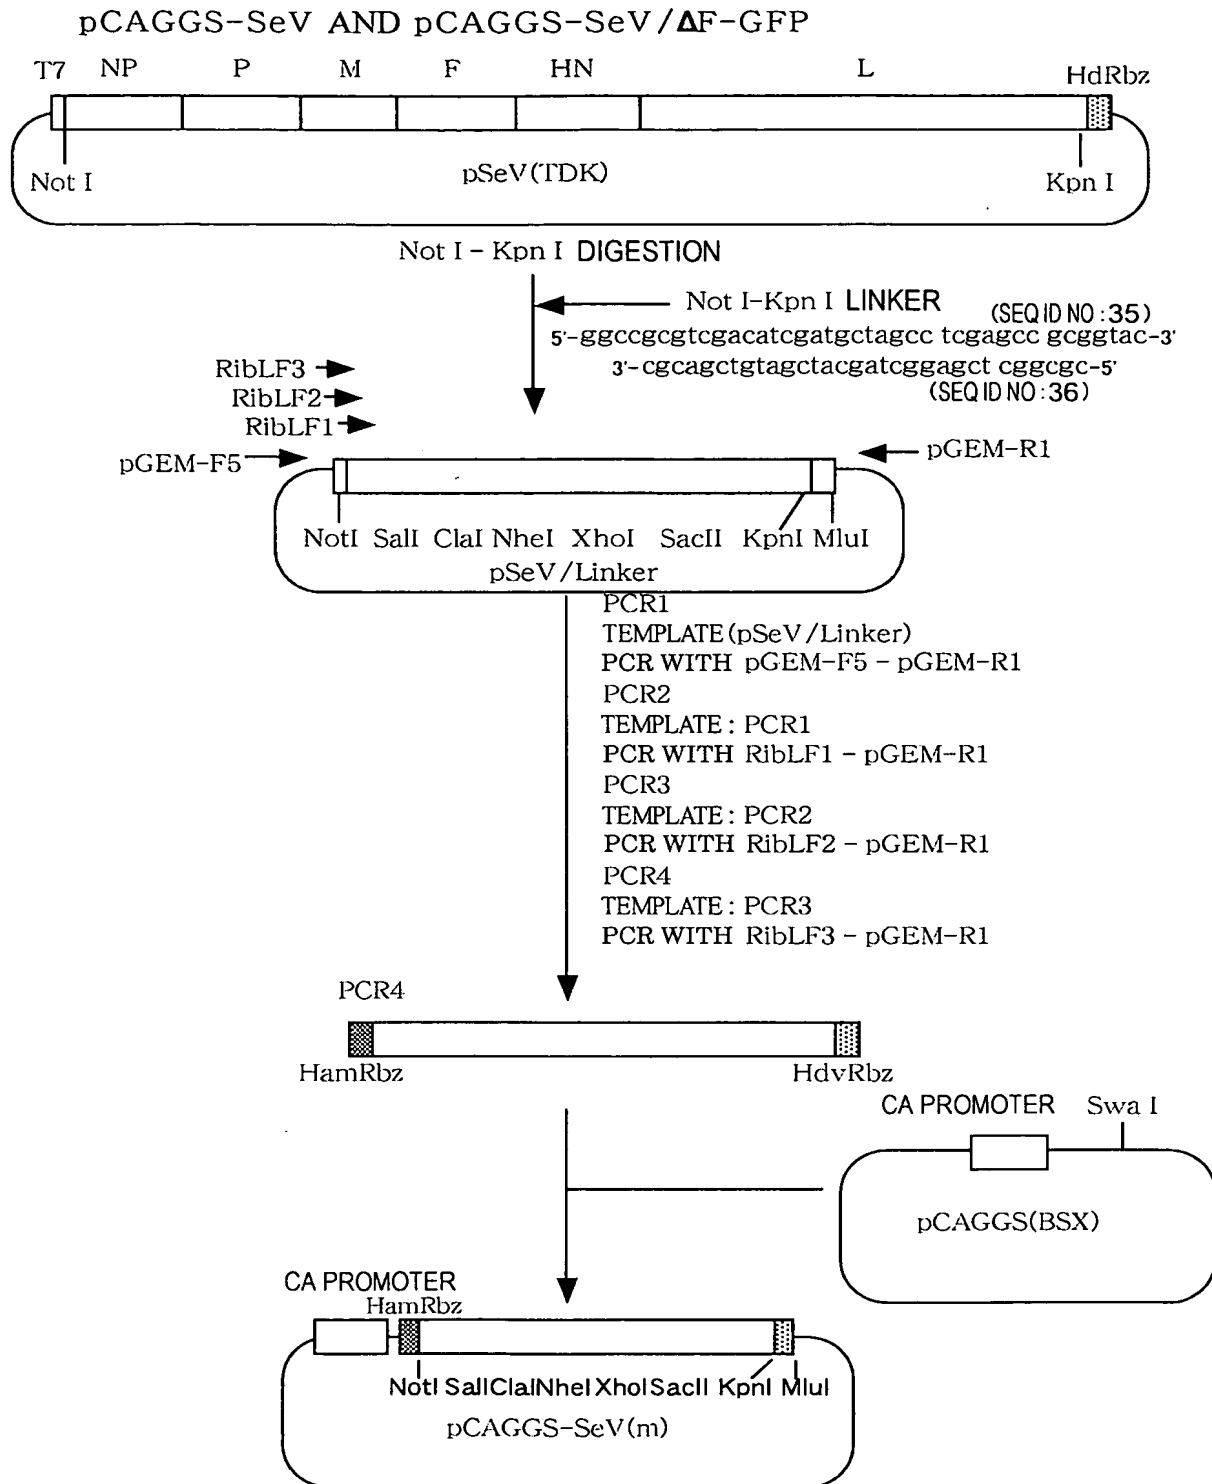 pCAGGS-SeV AND pCAGGS-SeV/ΔF-GFP
T7 NP P M F HN L HdRbz
Not I pSeV(TDK) Kpn I
Not I - Kpn I DIGESTION
Not I-Kpn I LINKER
(SEQ ID NO:35)
5'-ggccgcgtcgacatcgatgctagcc tcgagcc gcggtac-3'
3'-cgcagctgtagctacgatcggagct cggcgc-5'
(SEQ ID NO:36)
RibLF3
RibLF2
RibLF1
pGEM-F5 pGEM-R1
NotI SalI ClaI NheI XhoI SacII KpnI MluI
pSeV/Linker
PCR1
TEMPLATE(pSeV/Linker)
PCR WITH pGEM-F5 - pGEM-R1
PCR2
TEMPLATE: PCR1
PCR WITH RibLF1 - pGEM-R1
PCR3
TEMPLATE: PCR2
PCR WITH RibLF2 - pGEM-R1
PCR4
TEMPLATE: PCR3
PCR WITH RibLF3 - pGEM-R1
PCR4
HamRbz HdvRbz
CA PROMOTER Swa I
pCAGGS(BSX)
CA PROMOTER
HamRbz
NotI SalIClaINheI XhoISacII KpnI MluI
pCAGGS-SeV(m)